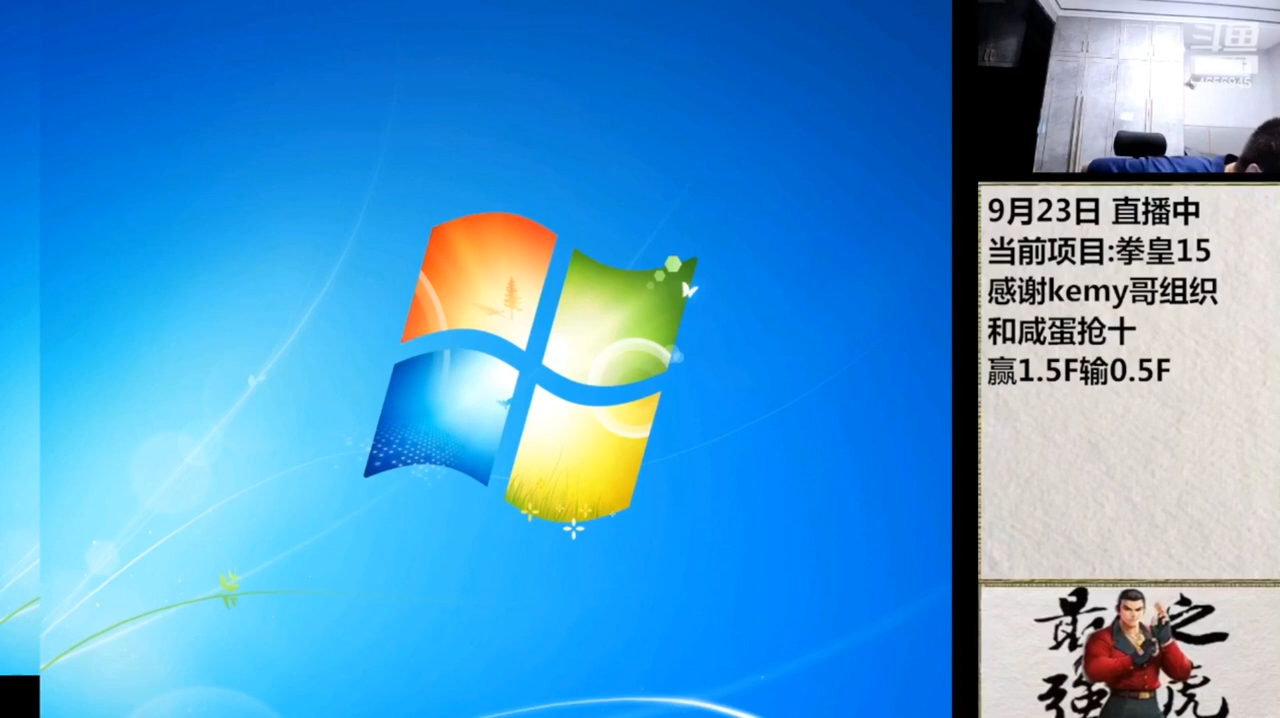 9月23日 直播中
当前项目:拳皇15
感谢kemy哥组织
和咸蛋抢十
赢1.5F输0.5F
最之
强虎